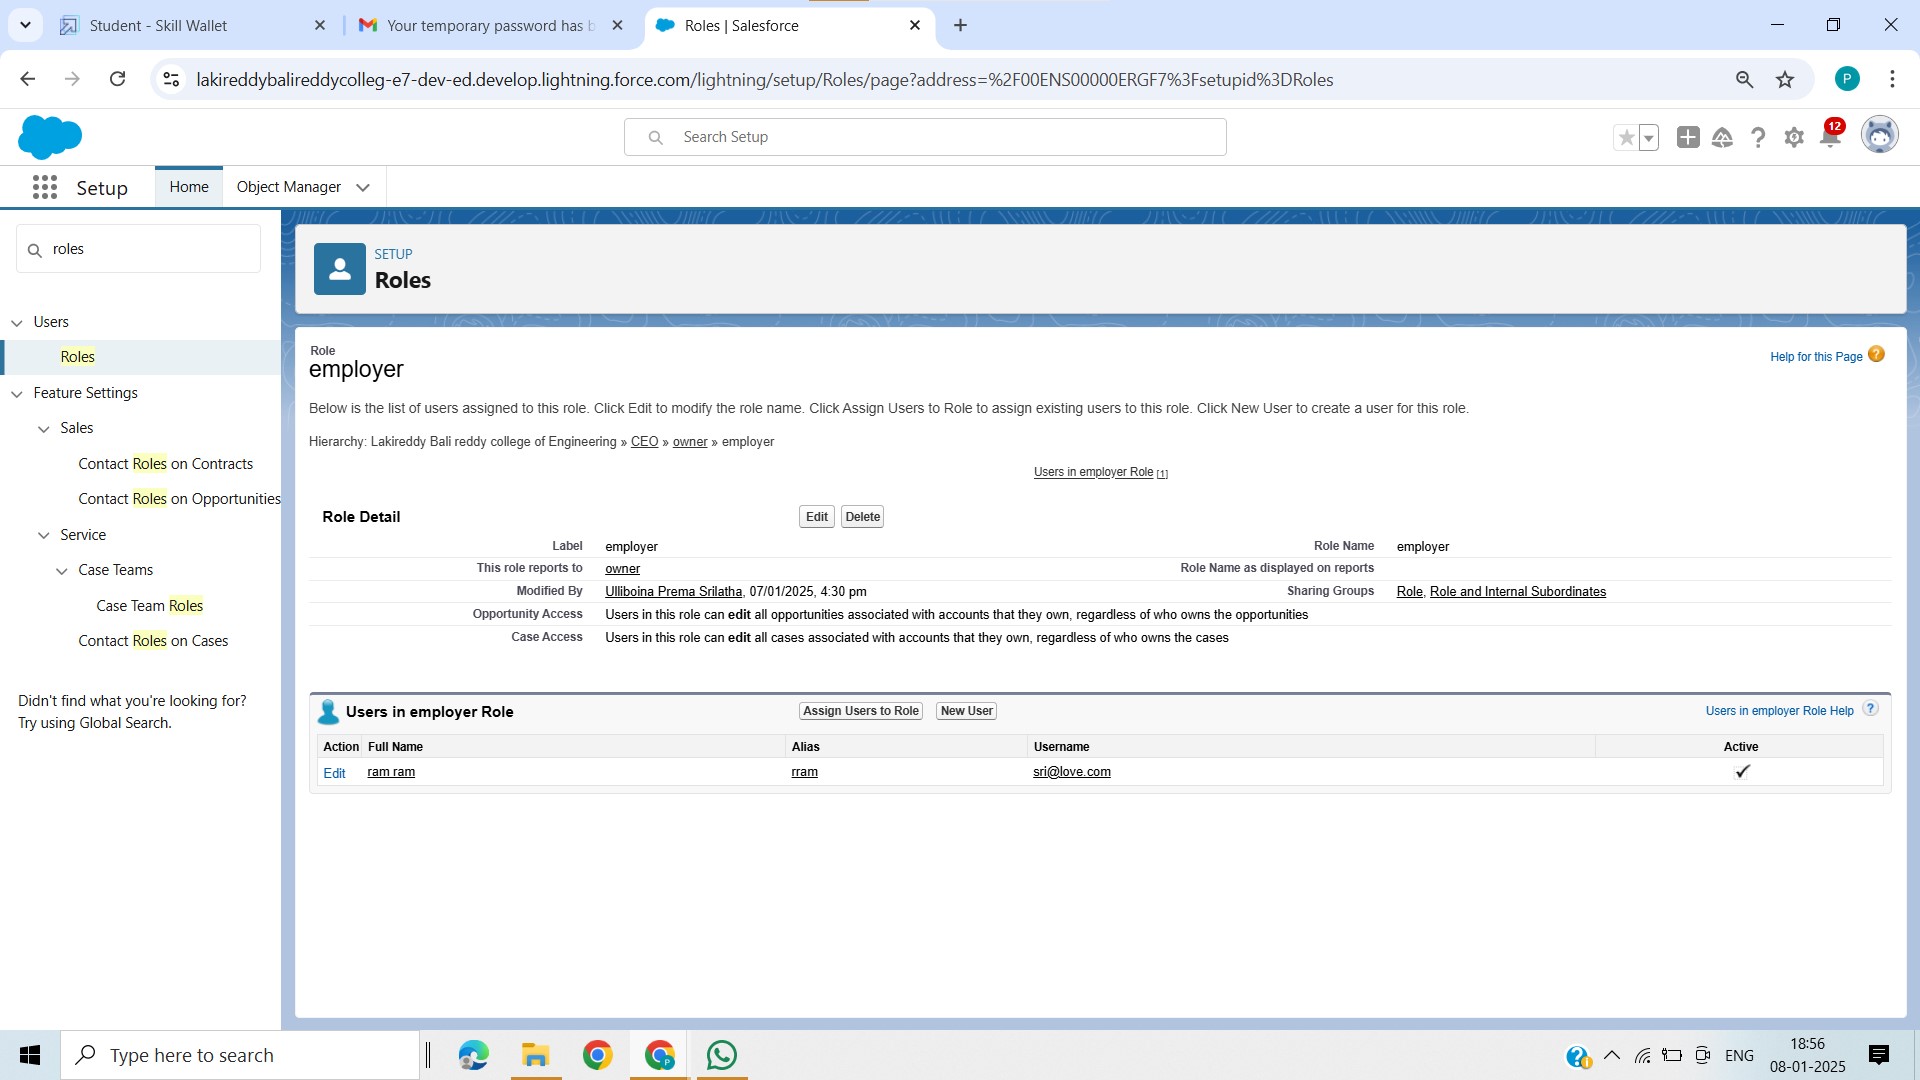 Student - Skill Wallet
Your temporary password has b
Roles | Salesforce
lakireddybalireddycolleg-e7-dev-ed.develop.lightning.force.com/lightning/setup/Roles/page?address=%2F00ENS00000ERGF7%3Fsetupid%3DRoles
P
Search Setup
12
Setup
Home
Object Manager
roles
Users
Roles
Feature Settings
Sales
Contact Roles on Contracts
Contact Roles on Opportunities
Service
Case Teams
Case Team Roles
Contact Roles on Cases
Didn't find what you're looking for?
Try using Global Search.
SETUP
Roles
Role
employer
Help for this Page
Below is the list of users assigned to this role. Click Edit to modify the role name. Click Assign Users to Role to assign existing users to this role. Click New User to create a user for this role.
Hierarchy: Lakireddy Bali reddy college of Engineering » CEO » owner » employer
Users in employer Role [1]
Role Detail
Edit Delete
Label employer Role Name employer
This role reports to owner Role Name as displayed on reports
Modified By Ulliboina Prema Srilatha, 07/01/2025, 4:30 pm Sharing Groups Role, Role and Internal Subordinates
Opportunity Access Users in this role can edit all opportunities associated with accounts that they own, regardless of who owns the opportunities
Case Access Users in this role can edit all cases associated with accounts that they own, regardless of who owns the cases
Users in employer Role
Assign Users to Role New User
Users in employer Role Help ?
Action Full Name Alias Username Active
Edit ram ram rram sri@love.com
Type here to search
ENG
18:56
08-01-2025